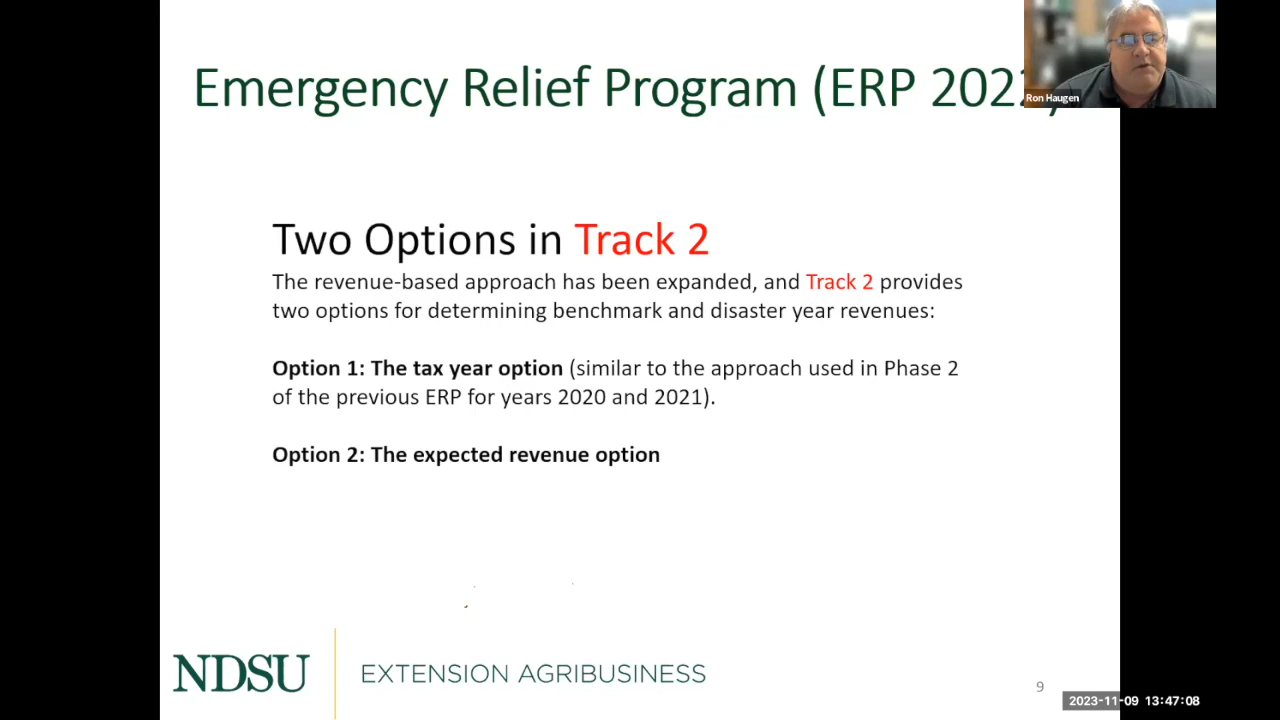 Emergency Relief Program (ERP 202
Ron Haugen
Two Options in Track 2
The revenue-based approach has been expanded, and Track 2 provides
two options for determining benchmark and disaster year revenues:
Option 1: The tax year option (similar to the approach used in Phase 2
of the previous ERP for years 2020 and 2021).
Option 2: The expected revenue option
NDSU
EXTENSION AGRIBUSINESS
9
2023-11-09 13:47:08